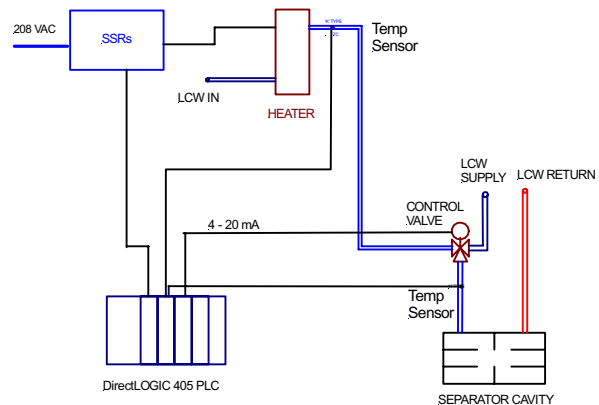 208 VAC
SSRs
'K' TYPE
Temp
Sensor
LCW IN
HEATER
LCW
SUPPLY
LCW RETURN
CONTROL
VALVE
4 - 20 mA
Temp
Sensor
DirectLOGIC 405 PLC
SEPARATOR CAVITY